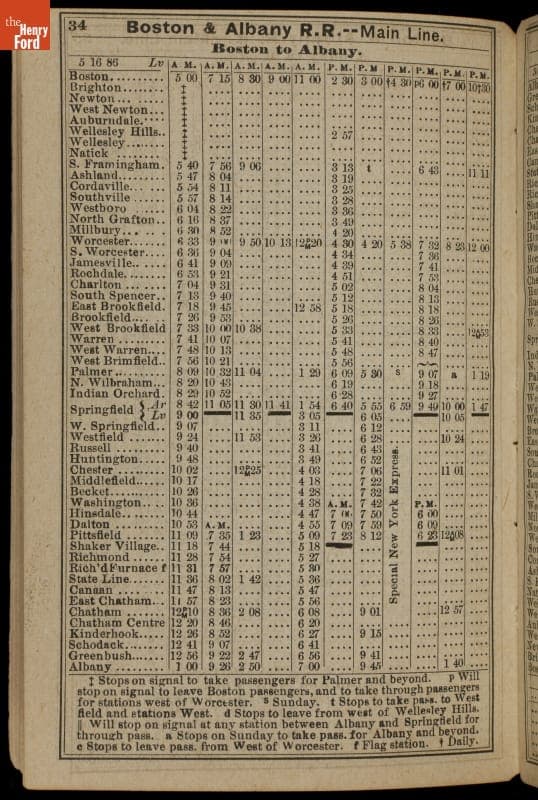 the Henry Ford
34 Boston & Albany R.R.--Main Line.
Boston to Albany.
5 16 86 Lv A.M. A.M. A.M. A.M. A.M. P.M. P.M. P.M. P.M. P.M. P.M.
Boston 5 00 7 15 8 30 9 00 11 00 2 30 3 00 †4 30 p6 00 †7 00 10†30
Brighton ‡
Newton ‡
West Newton ‡
Auburndale ‡
Wellesley Hills ‡ 2 57
Wellesley ‡
Natick ‡
S. Framingham 5 40 7 56 9 06 3 13 t 6 43 11 11
Ashland 5 47 8 04 3 19
Cordaville 5 54 8 11 3 25
Southville 5 57 8 14 3 28
Westboro 6 04 8 22 3 36
North Grafton 6 16 8 37 3 49
Millbury 6 30 8 52 4 20
Worcester 6 33 9 9 50 10 13 12 20 4 30 4 20 5 38 7 32 8 23 12 00
S. Worcester 6 36 9 04 4 34 7 36
Jamesville 6 41 9 09 4 39 7 41
Rochdale 6 53 9 21 4 51 7 53
Charlton 7 04 9 31 5 02 8 04
South Spencer 7 13 9 40 5 12 8 13
East Brookfield 7 18 9 45 12 58 5 18 8 18
Brookfield 7 26 9 53 5 26 8 26
West Brookfield 7 33 10 00 10 38 5 33 8 33 12 53
Warren 7 41 10 07 5 41 8 40
West Warren 7 48 10 13 5 48 8 47
West Brimfield 7 56 10 21 5 56
Palmer 8 09 10 32 11 04 1 29 6 09 5 30 s 9 07 a 1 19
N. Wilbraham 8 20 10 43 6 19 9 18
Indian Orchard 8 29 10 52 6 28 9 27
Springfield Ar 8 42 11 05 11 30 11 41 1 54 6 40 5 55 6 59 9 40 10 00 1 47
Lv 9 00 11 35 3 05 6 05 10 05
W. Springfield 9 07 3 11 6 12
Westfield 9 24 11 53 3 26 6 28 10 24
Russell 9 40 3 41 6 43
Huntington 9 48 3 49 6 52
Chester 10 02 12 25 4 03 7 06 11 01
Middlefield 10 17 4 18 7 22
Becket 10 26 4 28 7 32
Washington 10 36 4 38 A.M. 7 42 P.M.
Hinsdale 10 44 4 47 7 7 50 6 00
Dalton 10 53 A.M. 4 55 7 09 7 59 6 09
Pittsfield 11 09 7 35 1 23 5 09 7 23 8 12 6 23 12 08
Shaker Village 11 18 7 44 5 18
Richmond 11 28 7 54 5 27
Rich'dFurnace f 11 31 7 57 5 30
State Line 11 36 8 02 1 42 5 36
Canaan 11 47 8 13 5 47
East Chatham 11 57 8 23 5 56
Chatham 12 10 8 36 2 08 6 08 9 01 12 57
Chatham Centre 12 20 8 46 6 20
Kinderhook 12 26 8 52 6 27 9 15
Schodack 12 41 9 07 6 41
Greenbush 12 56 9 22 2 47 6 56 9 41
Albany 1 00 9 26 2 50 7 00 9 45 1 40
Special New York Express.
‡ Stops on signal to take passengers for Palmer and beyond. p Will
stop on signal to leave Boston passengers, and to take through passengers
for stations west of Worcester. s Sunday. t Stops to take pass. to West
field and stations West. d Stops to leave from west of Wellesley Hills.
‖ Will stop on signal at any station between Albany and Springfield for
through pass. a Stops on Sunday to take pass. for Albany and beyond.
c Stops to leave pass. from West of Worcester. f Flag station. † Daily.